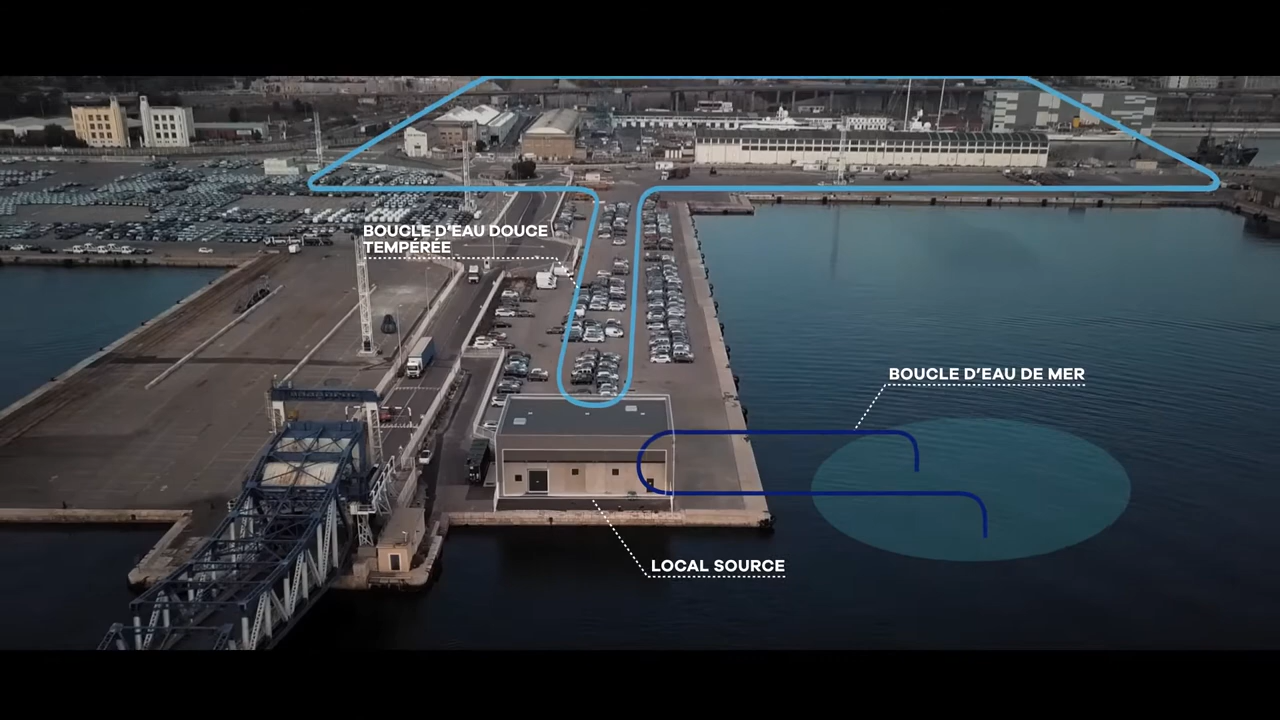 BOUCLE D'EAU DOUCE
TEMPÉRÉE
BOUCLE D'EAU DE MER
LOCAL SOURCE